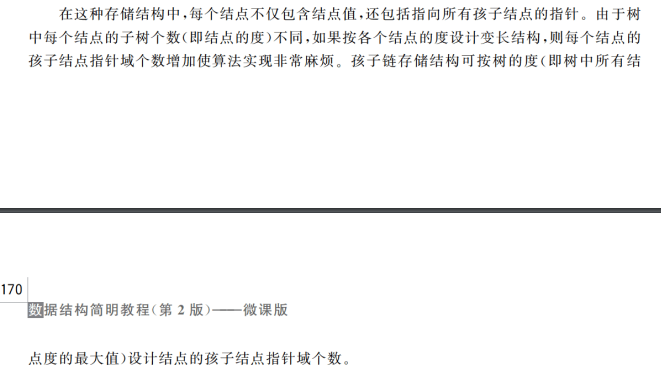 在这种存储结构中,每个结点不仅包含结点值,还包括指向所有孩子结点的指针。由于树
中每个结点的子树个数(即结点的度)不同,如果按各个结点的度设计变长结构,则每个结点的
孩子结点指针域个数增加使算法实现非常麻烦。孩子链存储结构可按树的度(即树中所有结
170
数据结构简明教程(第 2 版)——微课版
点度的最大值)设计结点的孩子结点指针域个数。